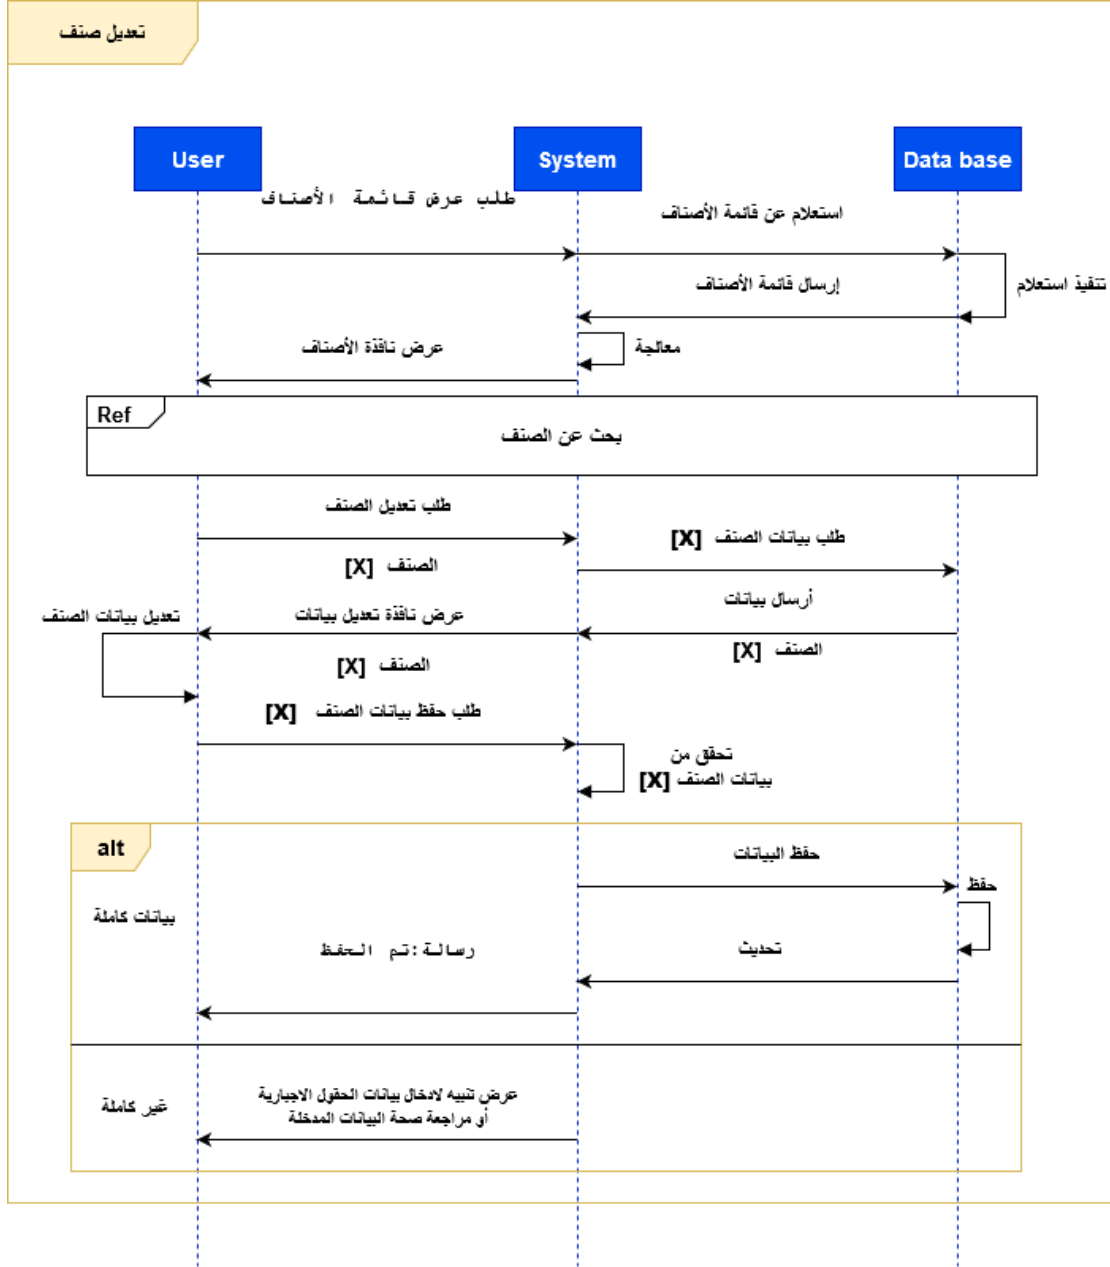 تعديل صنف
User
System
Data base
طلب عرض قائمة الأصناف
استعلام عن قائمة الأصناف
تنفيذ استعلام
إرسال قائمة الأصناف
معالجة
عرض نافذة الأصناف
Ref
بحث عن الصنف
طلب تعديل الصنف
الصنف [X]
طلب بيانات الصنف [X]
أرسال بيانات
الصنف [X]
عرض نافذة تعديل بيانات
الصنف [X]
تعديل بيانات الصنف
طلب حفظ بيانات الصنف [X]
تحقق من
بيانات الصنف [X]
alt
حفظ البيانات
حفظ
بيانات كاملة
تحديث
رسالة:تم الحفظ
غير كاملة
عرض تنبيه لادخال بيانات الحقول الاجبارية
أو مراجعة صحة البيانات المدخلة